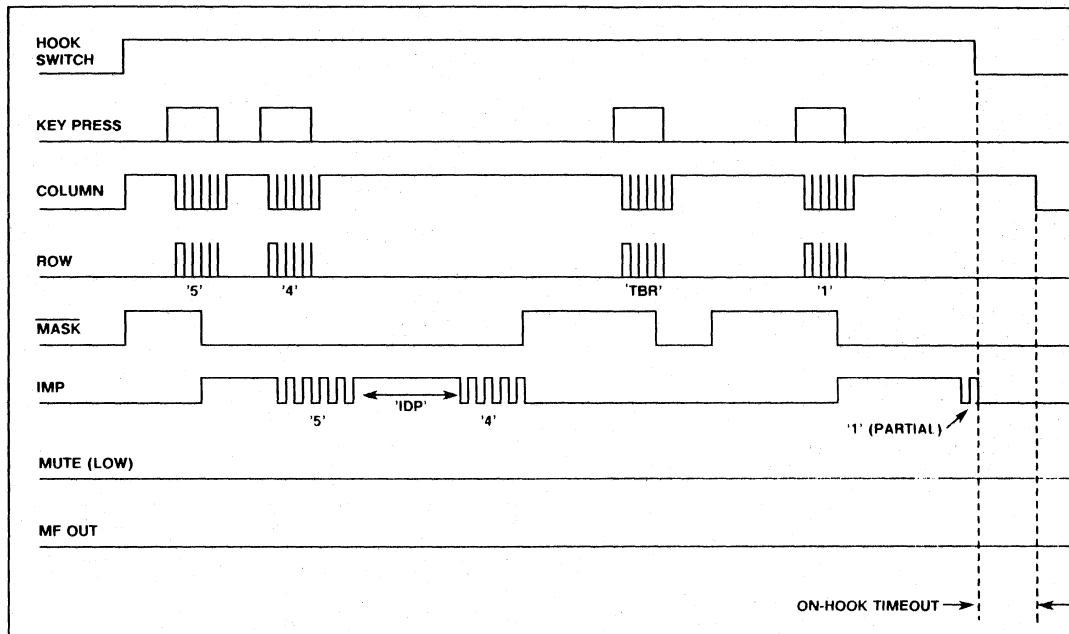 HOOK
SWITCH
KEY PRESS
COLUMN
ROW
'5' '4' 'TBR' '1'
MASK
IMP
'5' 'IDP' '4' '1' (PARTIAL)
MUTE (LOW)
MF OUT
ON-HOOK TIMEOUT